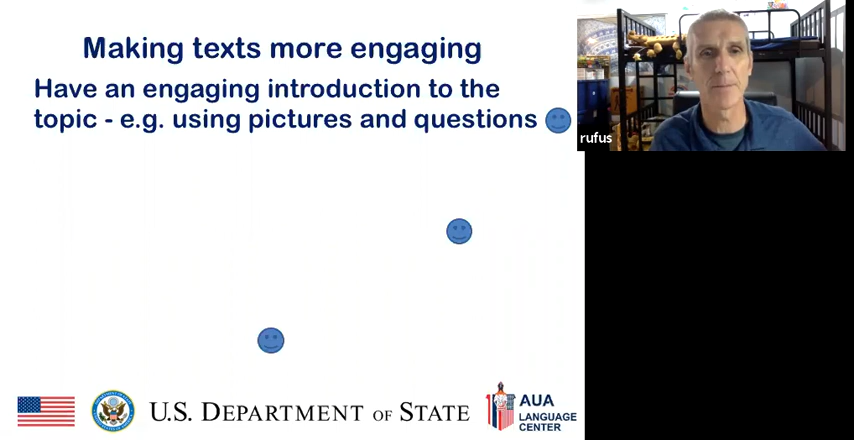 Making texts more engaging
Have an engaging introduction to the
topic - e.g. using pictures and questions
rufus
U.S. DEPARTMENT OF STATE
AUA
LANGUAGE
CENTER